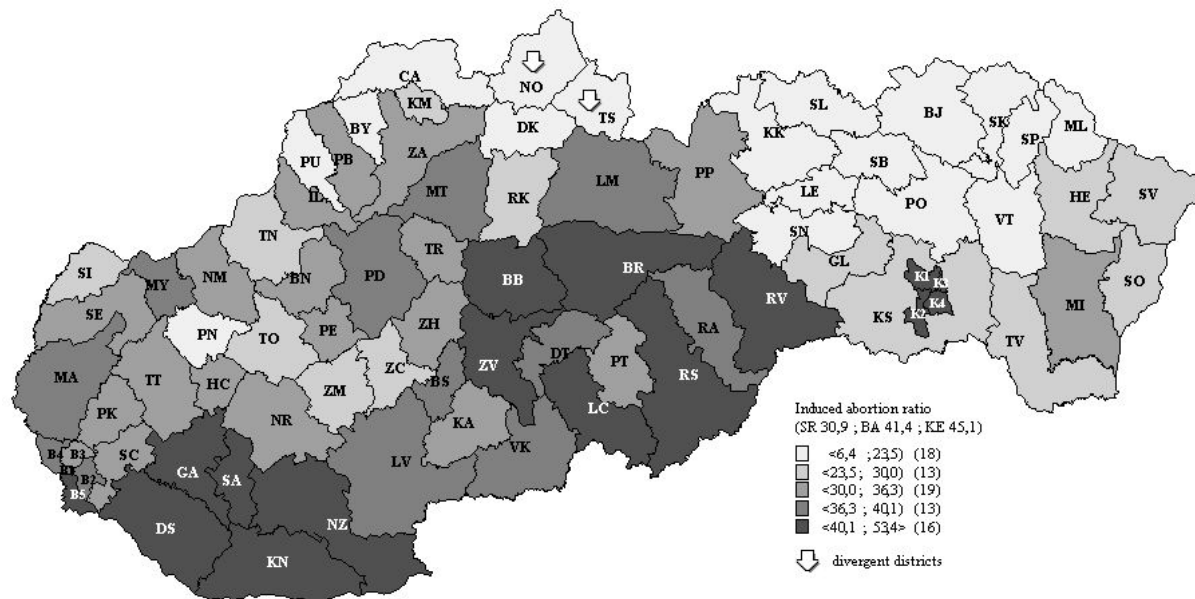 CA
NO
KM
TS
DK
BY
PU
PB
ZA
IL
MT
RK
LM
PP
KK
SL
BJ
SK
SP
ML
SB
LE
PO
HE
SV
VT
SN
GL
TN
SI
MY
NM
BN
PD
TR
BB
BR
RV
K1
K3
K4
K2
KS
MI
SO
TV
SE
PN
TO
PE
ZH
ZV
DT
PT
RA
RS
MA
TT
HC
ZM
ZC
BS
LC
PK
NR
KA
VK
LV
B4
B3
SC
B2
B5
GA
SA
DS
NZ
KN
Induced abortion ratio
(SR 30,9 ; BA 41,4 ; KE 45,1)
<6,4 ; 23,5) (18)
<23,5 ; 30,0) (13)
<30,0 ; 36,3) (19)
<36,3 ; 40,1) (13)
<40,1 ; 53,4> (16)
divergent districts